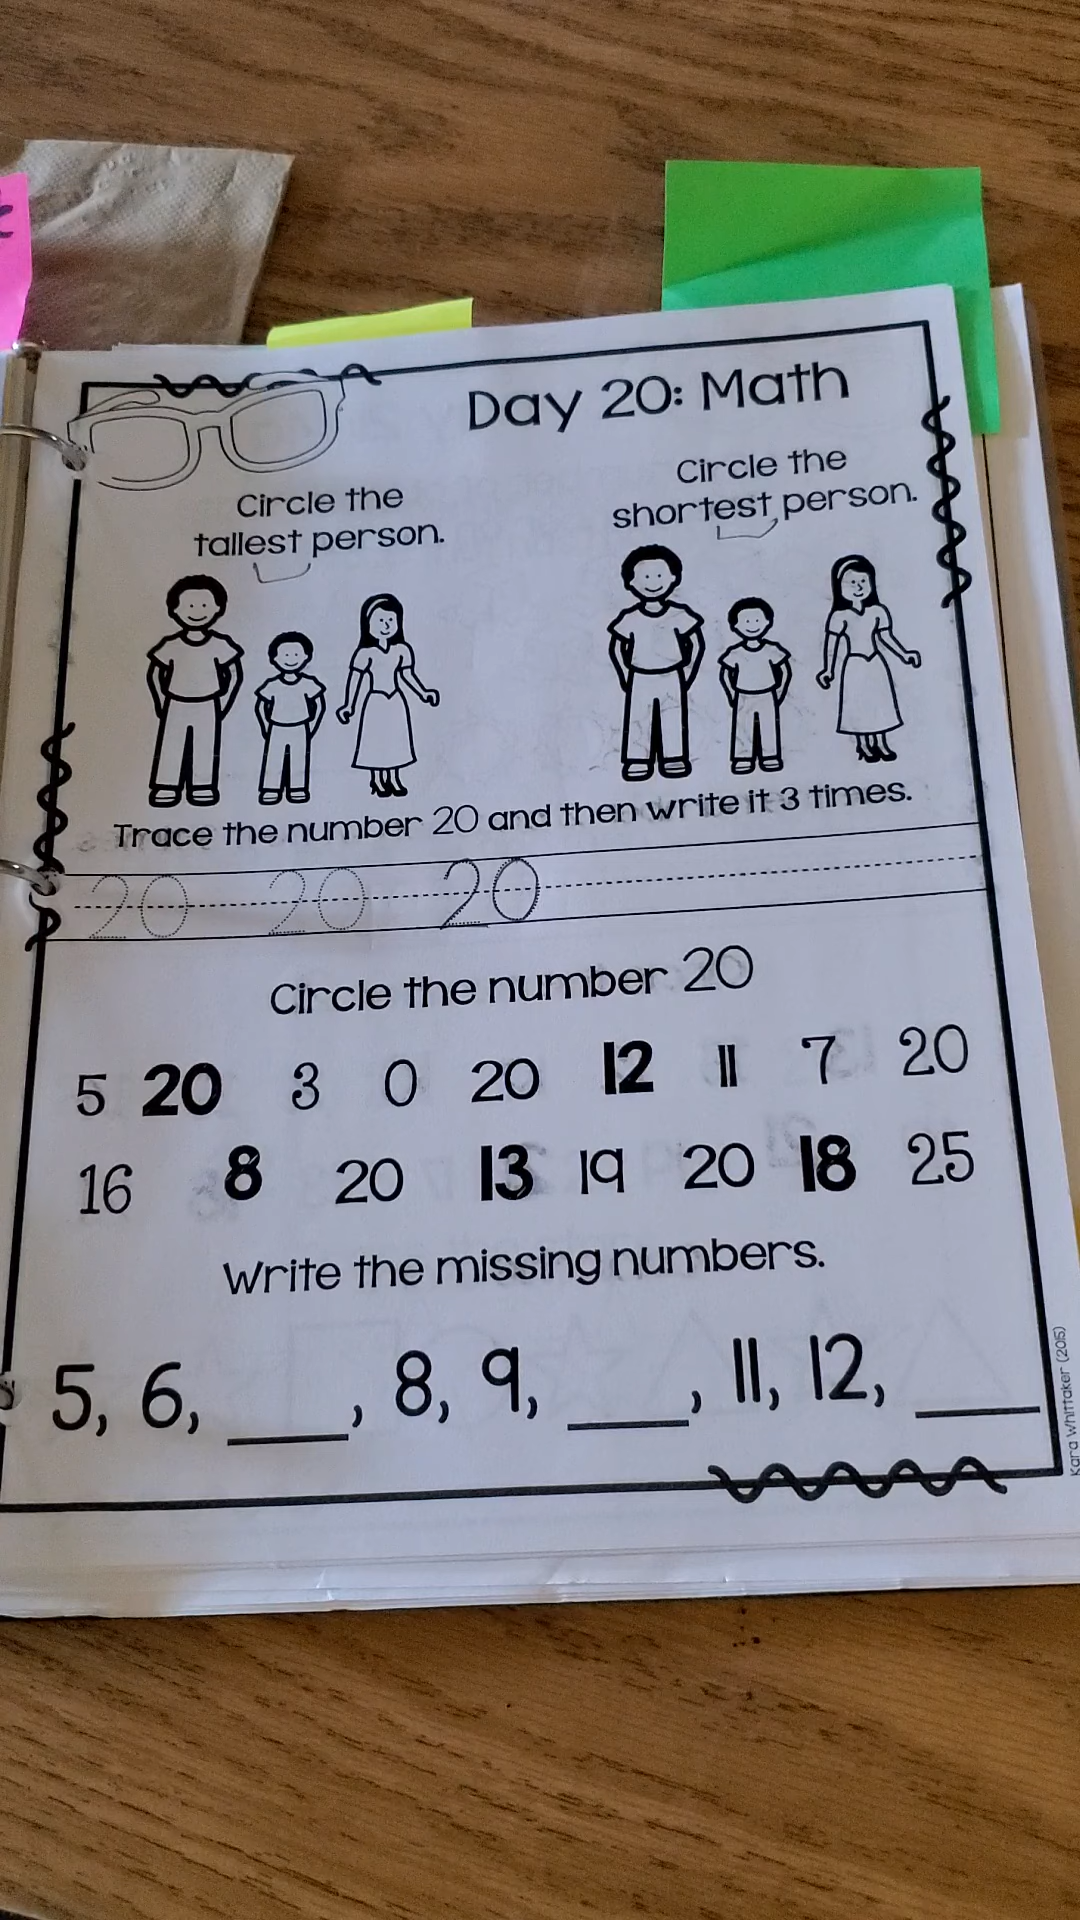 Day 20: Math
Circle the
tallest person.
Circle the
shortest person.
Trace the number 20 and then write it 3 times.
20 20 20
Circle the number 20
5 20 3 0 20 12 11 7 20
16 8 20 13 19 20 18 25
Write the missing numbers.
5, 6, ___, 8, 9, ___, 11, 12, ___
Kara Whittaker (2015)